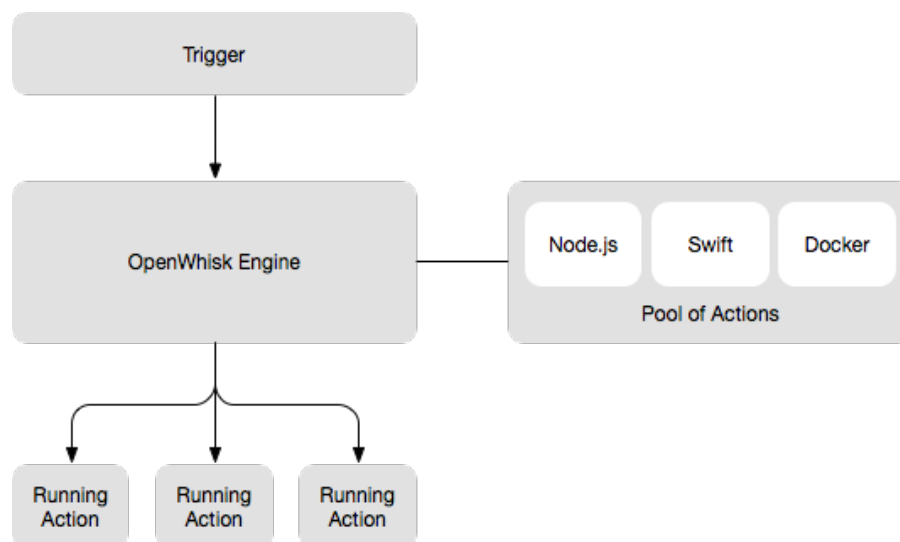 Trigger
OpenWhisk Engine
Node.js
Swift
Docker
Pool of Actions
Running
Action
Running
Action
Running
Action